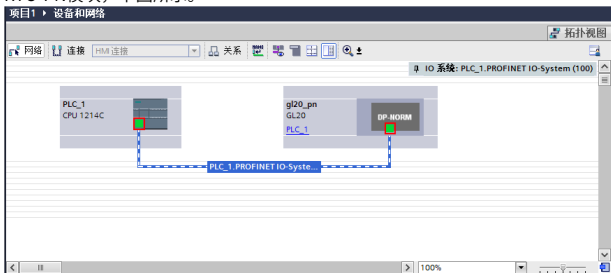 项目1 ▸ 设备和网络
拓扑视图
网络 连接 HMI 连接 关系
IO 系统: PLC_1.PROFINET IO-System (100)
PLC_1
CPU 1214C
gl20_pn
GL20
PLC_1
DP-NORM
PLC_1.PROFINET IO-Syste...
100%